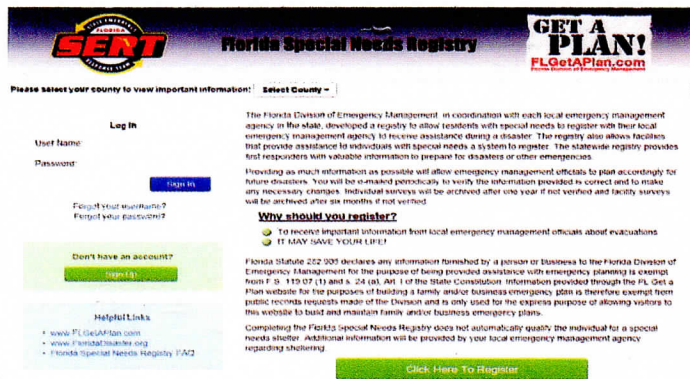 STATE EMERGENCY
FLORIDA
SERT
RESPONSE TEAM
Florida Special Needs Registry
GET A
PLAN!
FLGetAPlan.com
Florida Division of Emergency Management
Please select your county to view important information:
Select County
Log In
User Name:
Password:
Sign In
Forgot your username?
Forgot your password?
Don't have an account?
Sign Up
Helpful Links
www.FLGetAPlan.com
www.FloridaDisaster.org
Florida Special Needs Registry FAQ
The Florida Division of Emergency Management, in coordination with each local emergency management
agency in the state, developed a registry to allow residents with special needs to register with their local
emergency management agency to receive assistance during a disaster. The registry also allows facilities
that provide assistance to individuals with special needs a system to register. The statewide registry provides
first responders with valuable information to prepare for disasters or other emergencies.
Providing as much information as possible will allow emergency management officials to plan accordingly for
future disasters. You will be e-mailed periodically to verify the information provided is correct and to make
any necessary changes. Individual surveys will be archived after one year if not verified and facility surveys
will be archived after six months if not verified.
Why should you register?
To receive important information from local emergency management officials about evacuations
IT MAY SAVE YOUR LIFE!
Florida Statute 252.905 declares any information furnished by a person or business to the Florida Division of
Emergency Management for the purpose of being provided assistance with emergency planning is exempt
from F.S. 119.07 (1) and s. 24 (a), Art. I of the State Constitution. Information provided through the FL Get a
Plan website for the purposes of building a family and/or business emergency plan is therefore exempt from
public records requests made of the Division and is only used for the express purpose of allowing visitors to
this website to build and maintain family and/or business emergency plans.
Completing the Florida Special Needs Registry does not automatically qualify the individual for a special
needs shelter. Additional information will be provided by your local emergency management agency
regarding sheltering.
Click Here To Register